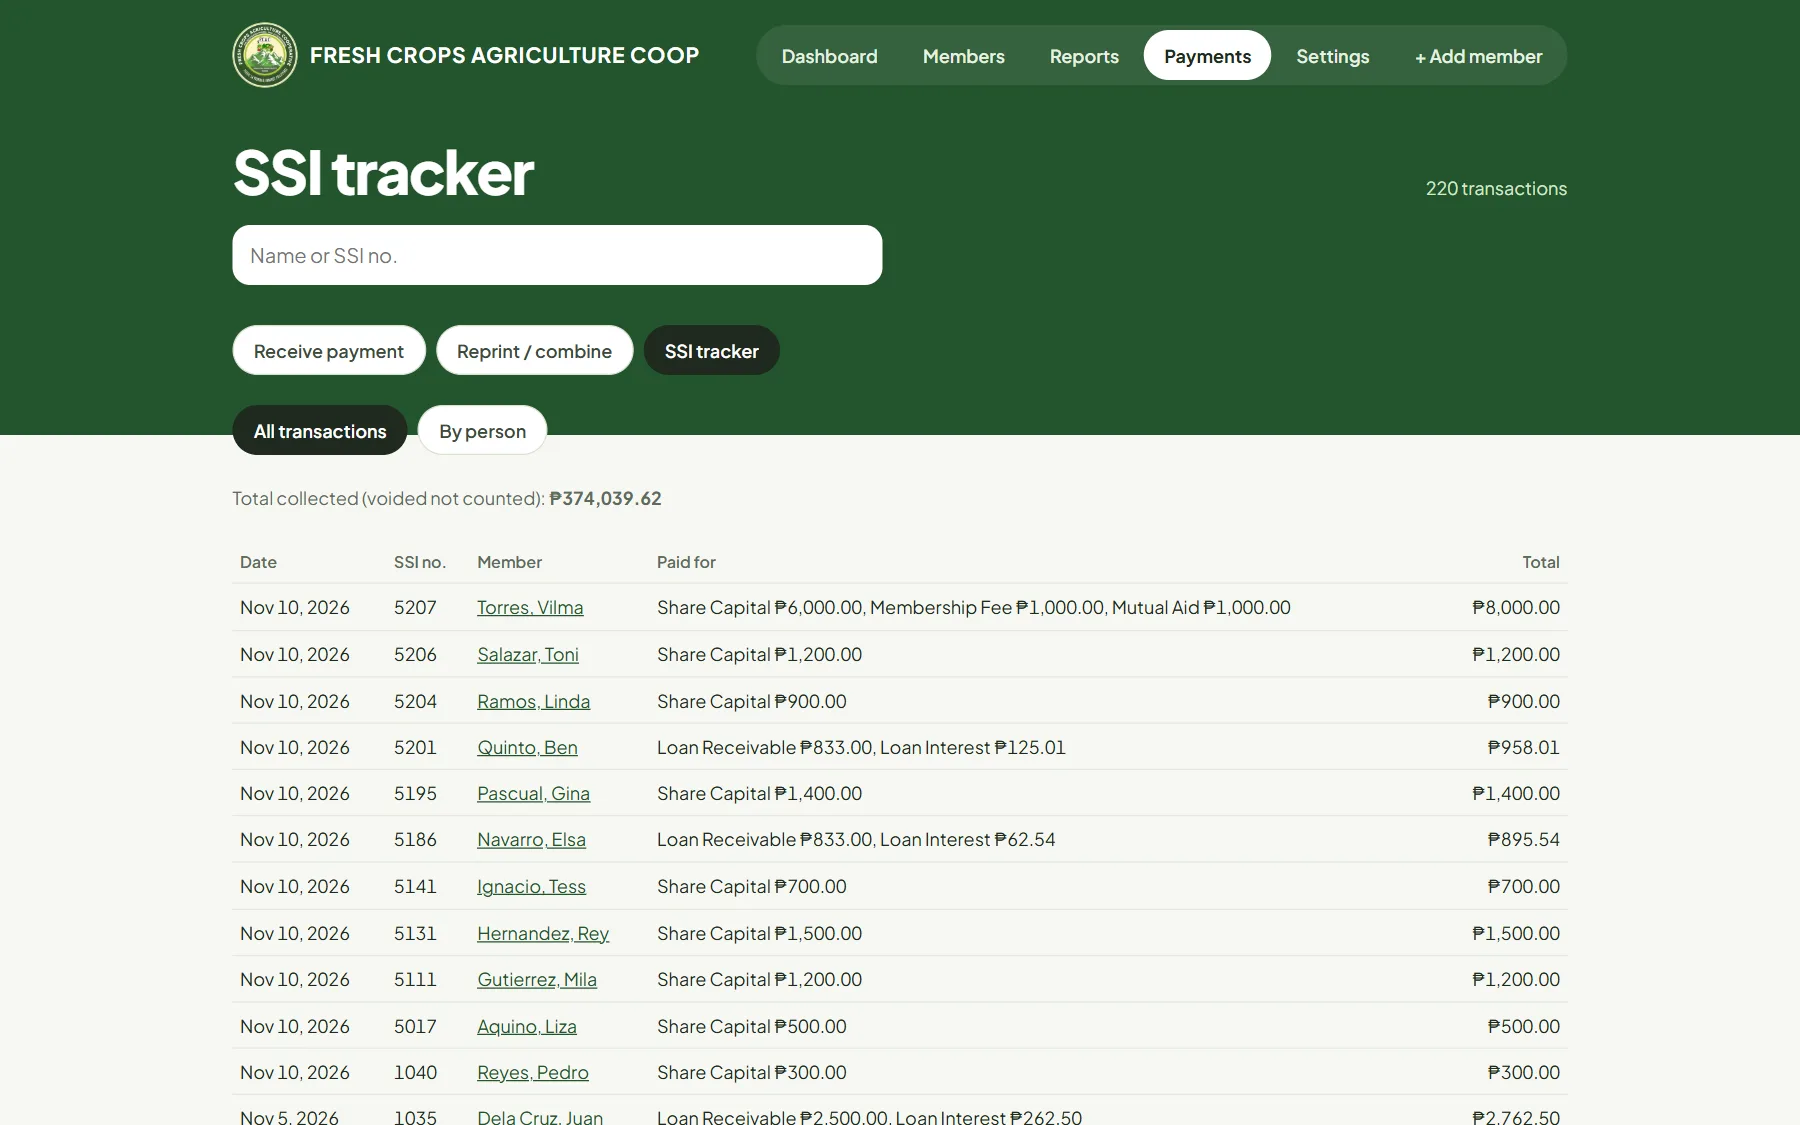 FRESH CROPS AGRICULTURE COOP
Dashboard Members Reports Payments Settings + Add member
SSI tracker
220 transactions
Name or SSI no.
Receive payment Reprint / combine SSI tracker
All transactions By person
Total collected (voided not counted): ₱374,039.62
Date SSI no. Member Paid for Total
Nov 10, 2026 5207 Torres, Vilma Share Capital ₱6,000.00, Membership Fee ₱1,000.00, Mutual Aid ₱1,000.00 ₱8,000.00
Nov 10, 2026 5206 Salazar, Toni Share Capital ₱1,200.00 ₱1,200.00
Nov 10, 2026 5204 Ramos, Linda Share Capital ₱900.00 ₱900.00
Nov 10, 2026 5201 Quinto, Ben Loan Receivable ₱833.00, Loan Interest ₱125.01 ₱958.01
Nov 10, 2026 5195 Pascual, Gina Share Capital ₱1,400.00 ₱1,400.00
Nov 10, 2026 5186 Navarro, Elsa Loan Receivable ₱833.00, Loan Interest ₱62.54 ₱895.54
Nov 10, 2026 5141 Ignacio, Tess Share Capital ₱700.00 ₱700.00
Nov 10, 2026 5131 Hernandez, Rey Share Capital ₱1,500.00 ₱1,500.00
Nov 10, 2026 5111 Gutierrez, Mila Share Capital ₱1,200.00 ₱1,200.00
Nov 10, 2026 5017 Aquino, Liza Share Capital ₱500.00 ₱500.00
Nov 10, 2026 1040 Reyes, Pedro Share Capital ₱300.00 ₱300.00
Nov 5, 2026 1035 Dela Cruz, Juan Loan Receivable ₱2,500.00, Loan Interest ₱262.50 ₱2,762.50